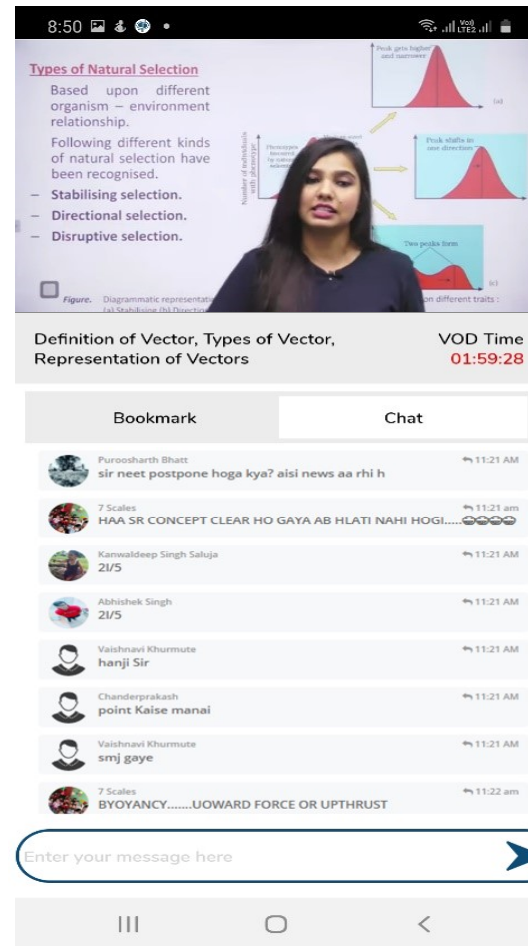 8:50
Vo))
LTE2
Types of Natural Selection
Based upon different
organism – environment
relationship.
Following different kinds
of natural selection have
been recognised.
– Stabilising selection.
– Directional selection.
– Disruptive selection.
Peak gets higher
and narrower
(a)
Number of individuals
with phenotype
Peak shifts in
one direction
Two peaks form
(c)
Figure. Diagrammatic
on different traits :
(a) Stabilising (b)
Definition of Vector, Types of Vector,
Representation of Vectors
VOD Time
01:59:28
Bookmark
Chat
Puroosharth Bhatt
11:21 AM
sir neet postpone hoga kya? aisi news aa rhi h
7 Scales
11:21 am
HAA SR CONCEPT CLEAR HO GAYA AB HLATI NAHI HOGI.....😂😂😂😂
Kanwaldeep Singh Saluja
11:21 AM
2I/5
Abhishek Singh
11:21 AM
2I/5
Vaishnavi Khurmute
11:21 AM
hanji Sir
Chanderprakash
11:21 AM
point Kaise manai
Vaishnavi Khurmute
11:21 AM
smj gaye
7 Scales
11:22 am
BYOYANCY.......UOWARD FORCE OR UPTHRUST
Enter your message here